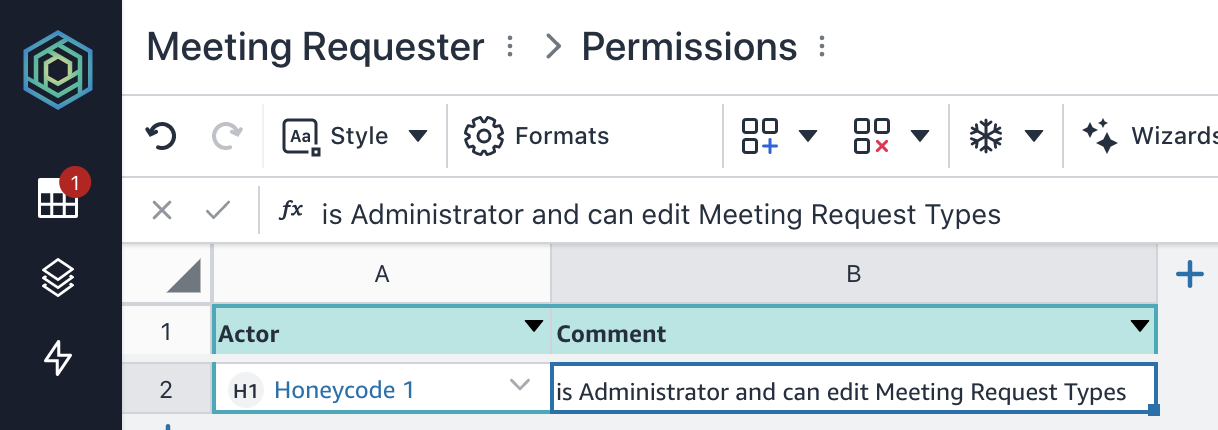 Meeting Requester > Permissions
Aa Style Formats Wizards
1
fx is Administrator and can edit Meeting Request Types
A B
1 Actor Comment
2 H1 Honeycode 1 is Administrator and can edit Meeting Request Types